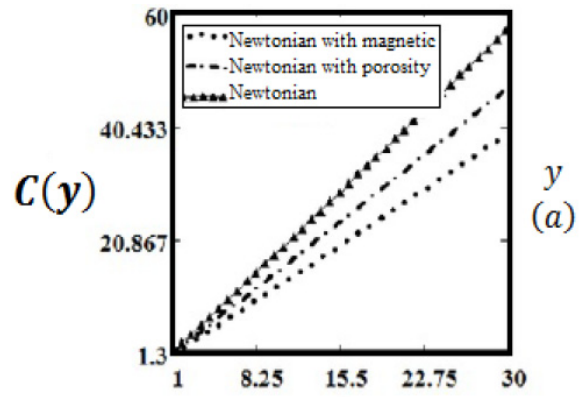 60
Newtonian with magnetic
Newtonian with porosity
Newtonian
40.433
C(y)
y
(a)
20.867
1.3
1 8.25 15.5 22.75 30